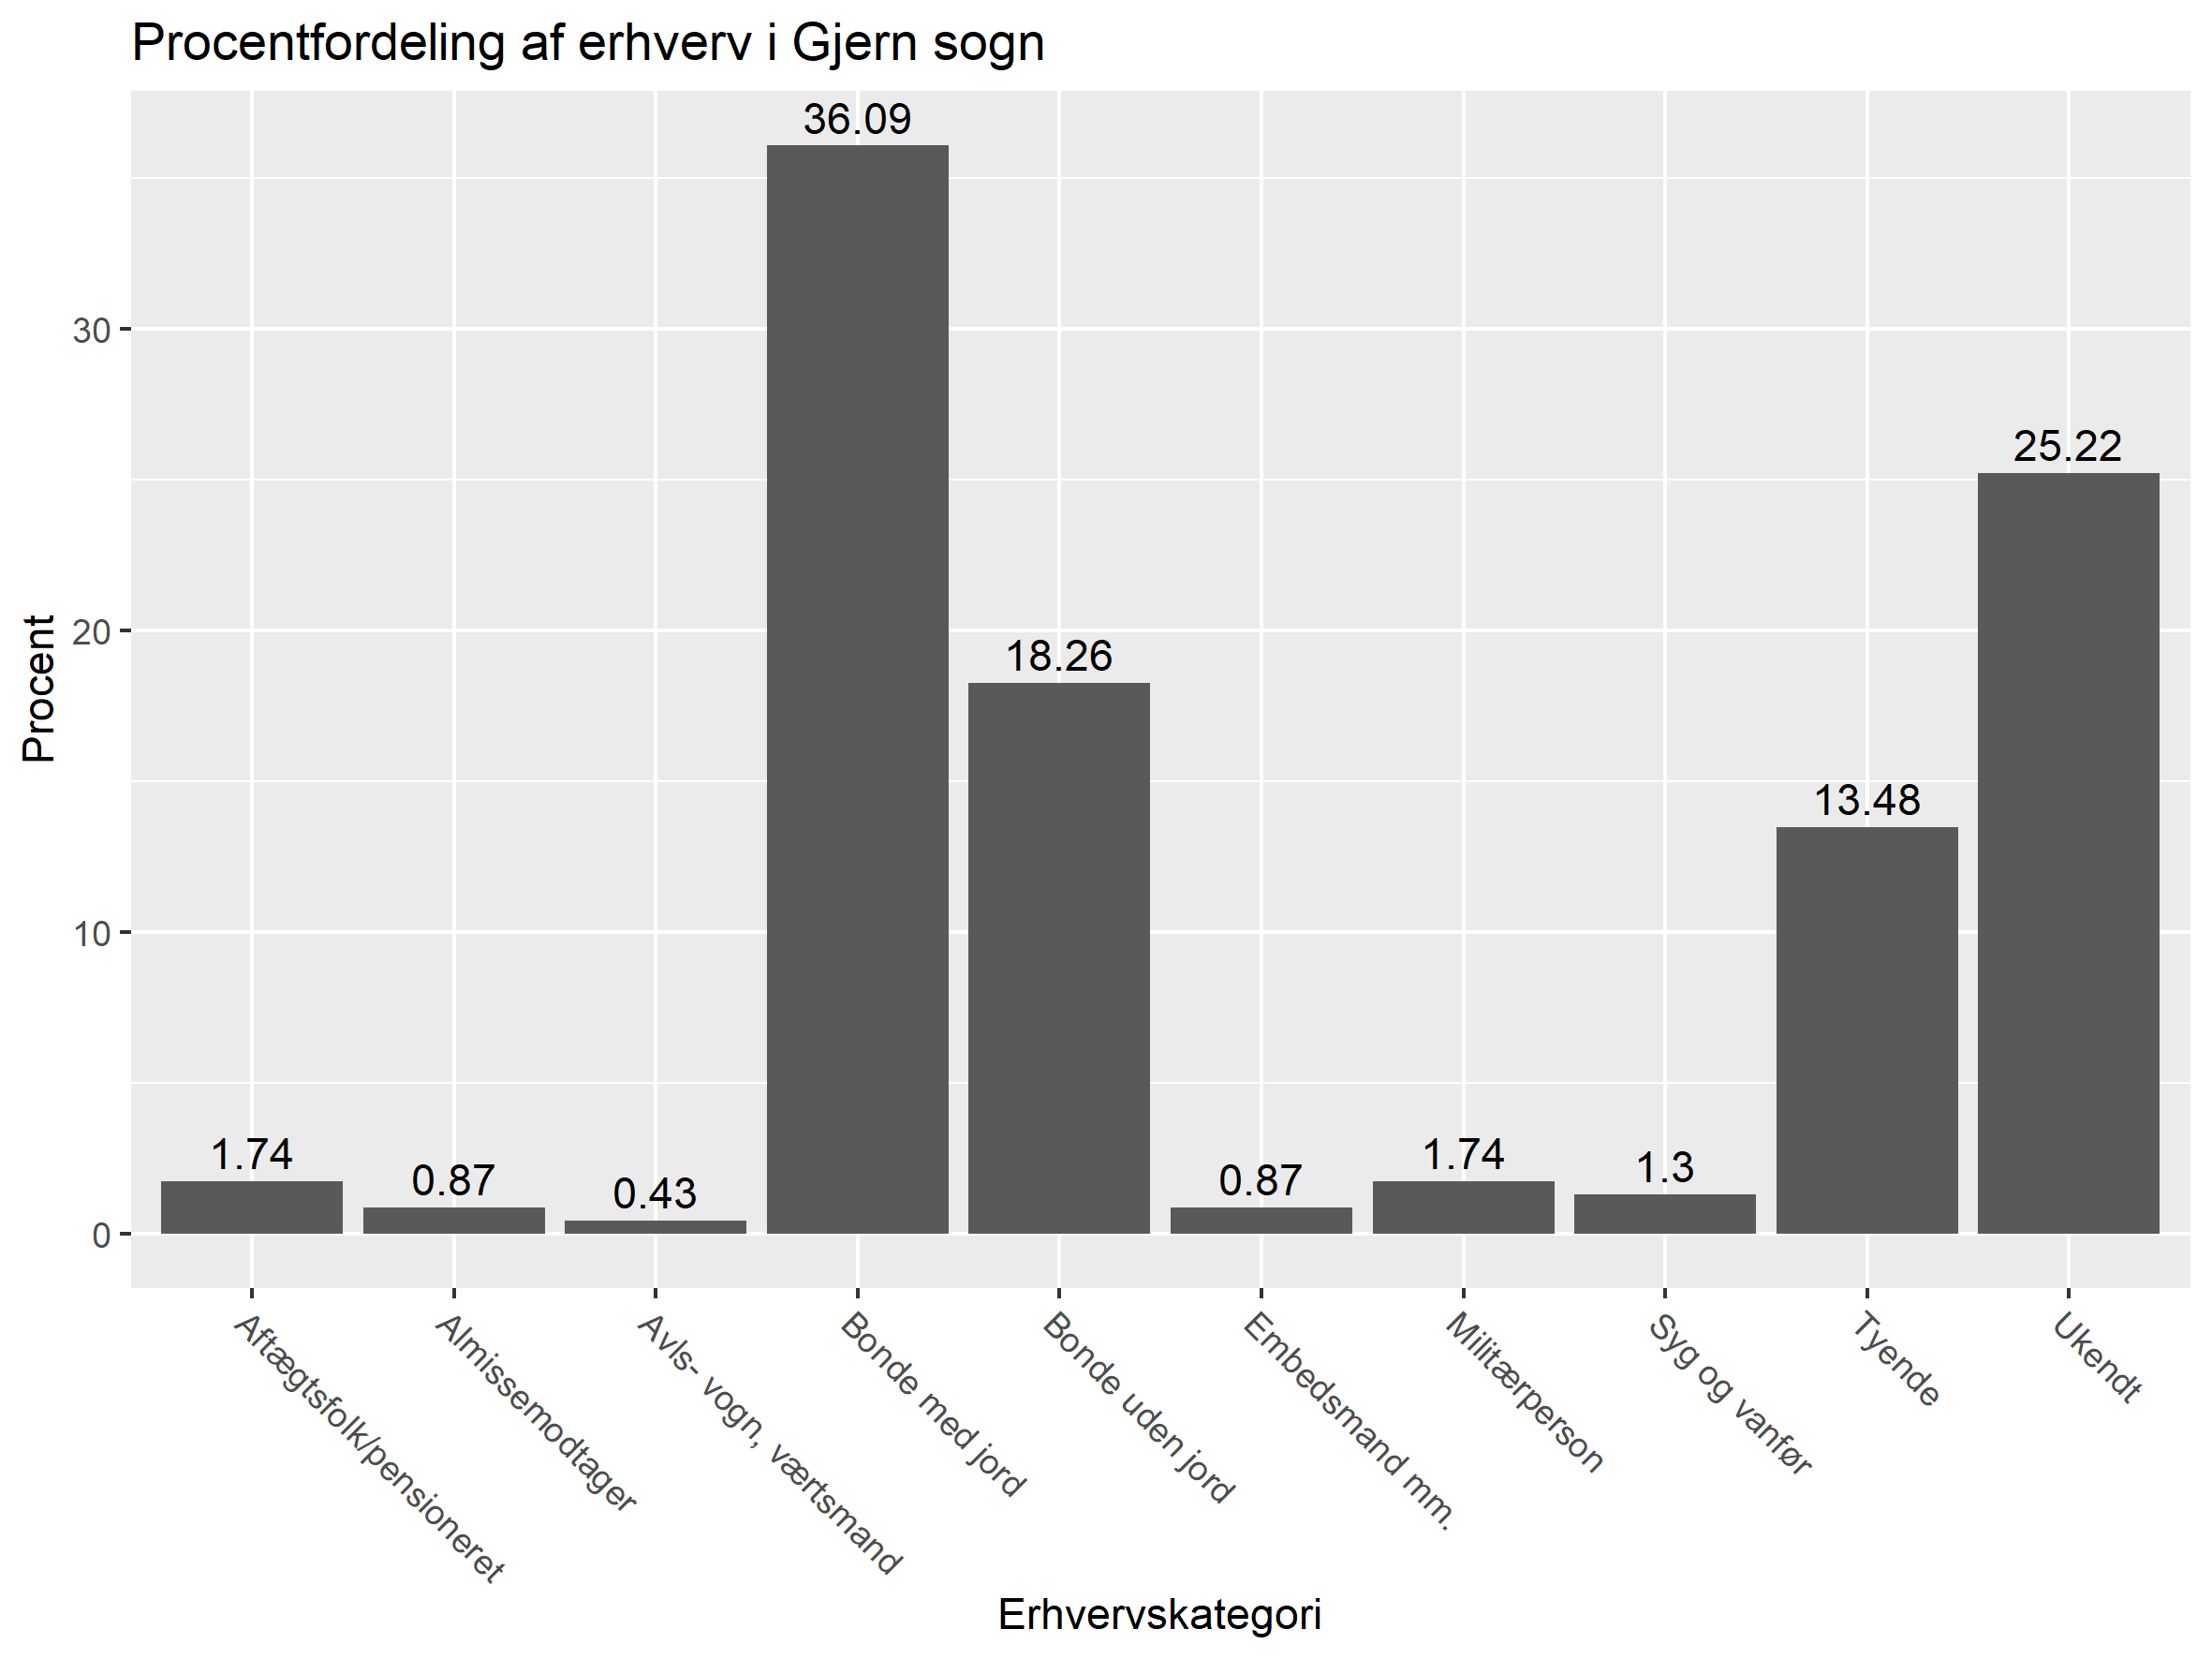 Procentfordeling af erhverv i Gjern sogn
36.09
25.22
18.26
13.48
1.74
0.87
0.43
0.87
1.74
1.3
30
20
10
0
Procent
Aftægtsfolk/pensioneret
Almissemodtager
Avls- vogn, værtsmand
Bonde med jord
Bonde uden jord
Embedsmand mm.
Militærperson
Syg og vanfør
Tyende
Ukendt
Erhvervskategori